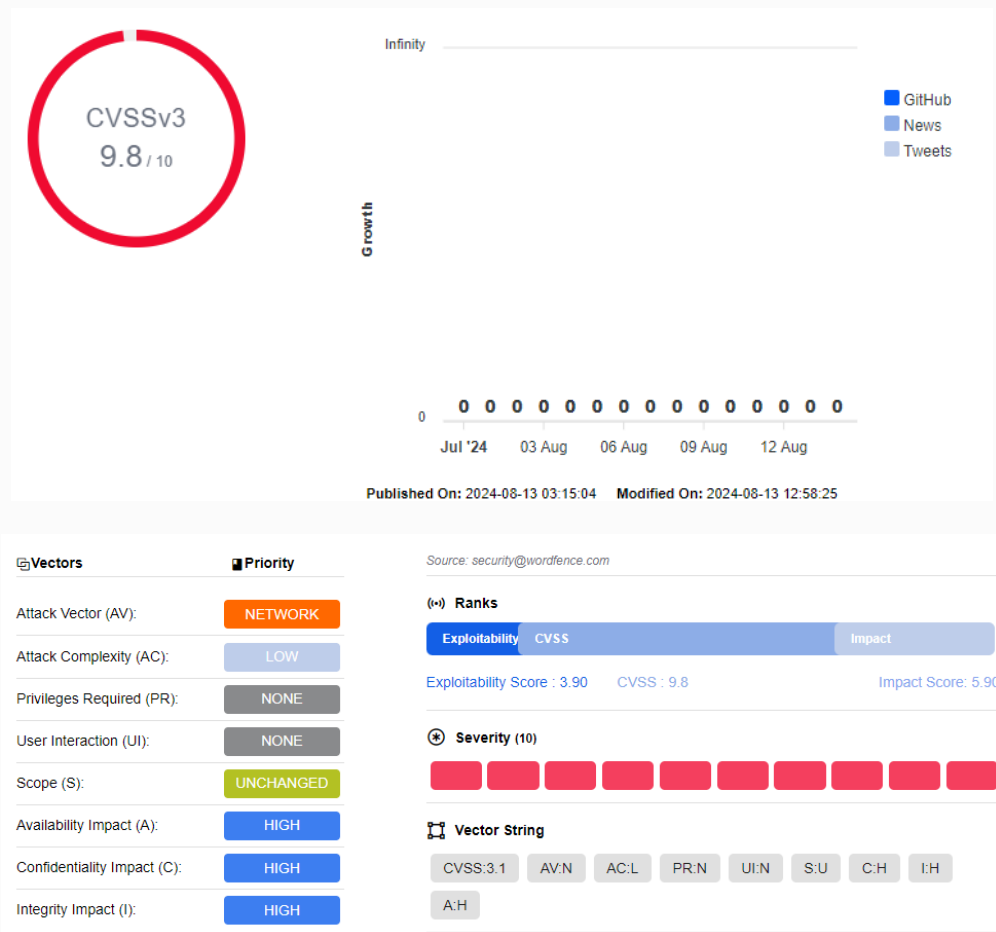 CVSSv3
9.8 / 10
Infinity
Growth
0
0 0 0 0 0 0 0 0 0 0 0 0 0 0 0
Jul '24 03 Aug 06 Aug 09 Aug 12 Aug
GitHub
News
Tweets
Published On: 2024-08-13 03:15:04 Modified On: 2024-08-13 12:58:25
Vectors Priority
Attack Vector (AV): NETWORK
Attack Complexity (AC): LOW
Privileges Required (PR): NONE
User Interaction (UI): NONE
Scope (S): UNCHANGED
Availability Impact (A): HIGH
Confidentiality Impact (C): HIGH
Integrity Impact (I): HIGH
Source: security@wordfence.com
Ranks
Exploitability CVSS Impact
Exploitability Score : 3.90 CVSS : 9.8 Impact Score: 5.90
Severity (10)
Vector String
CVSS:3.1 AV:N AC:L PR:N UI:N S:U C:H I:H
A:H